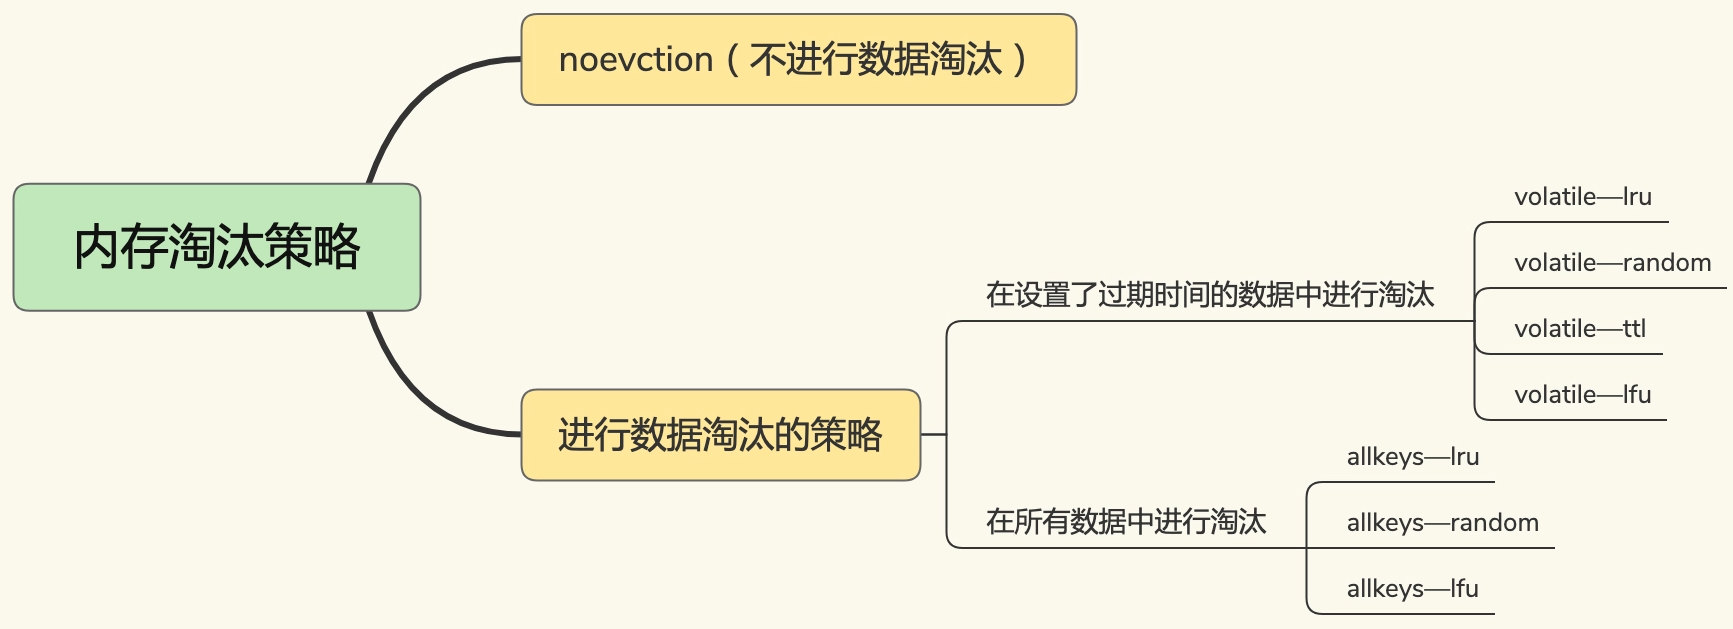 noevction（不进行数据淘汰）
内存淘汰策略
进行数据淘汰的策略
在设置了过期时间的数据中进行淘汰
volatile—lru
volatile—random
volatile—ttl
volatile—lfu
在所有数据中进行淘汰
allkeys—lru
allkeys—random
allkeys—lfu